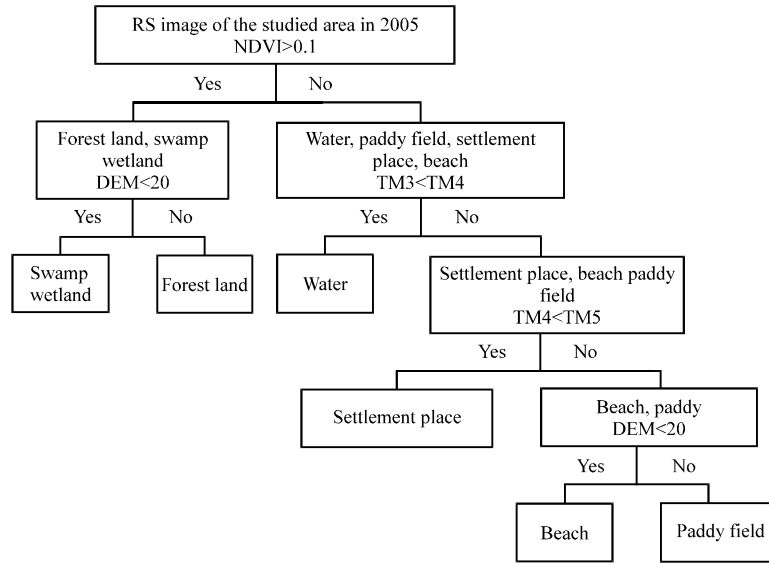 RS image of the studied area in 2005
NDVI>0.1
Yes
No
Forest land, swamp
wetland
DEM<20
Water, paddy field, settlement
place, beach
TM3<TM4
Yes
No
Yes
No
Swamp
wetland
Forest land
Water
Settlement place, beach paddy
field
TM4<TM5
Yes
No
Settlement place
Beach, paddy
DEM<20
Yes
No
Beach
Paddy field